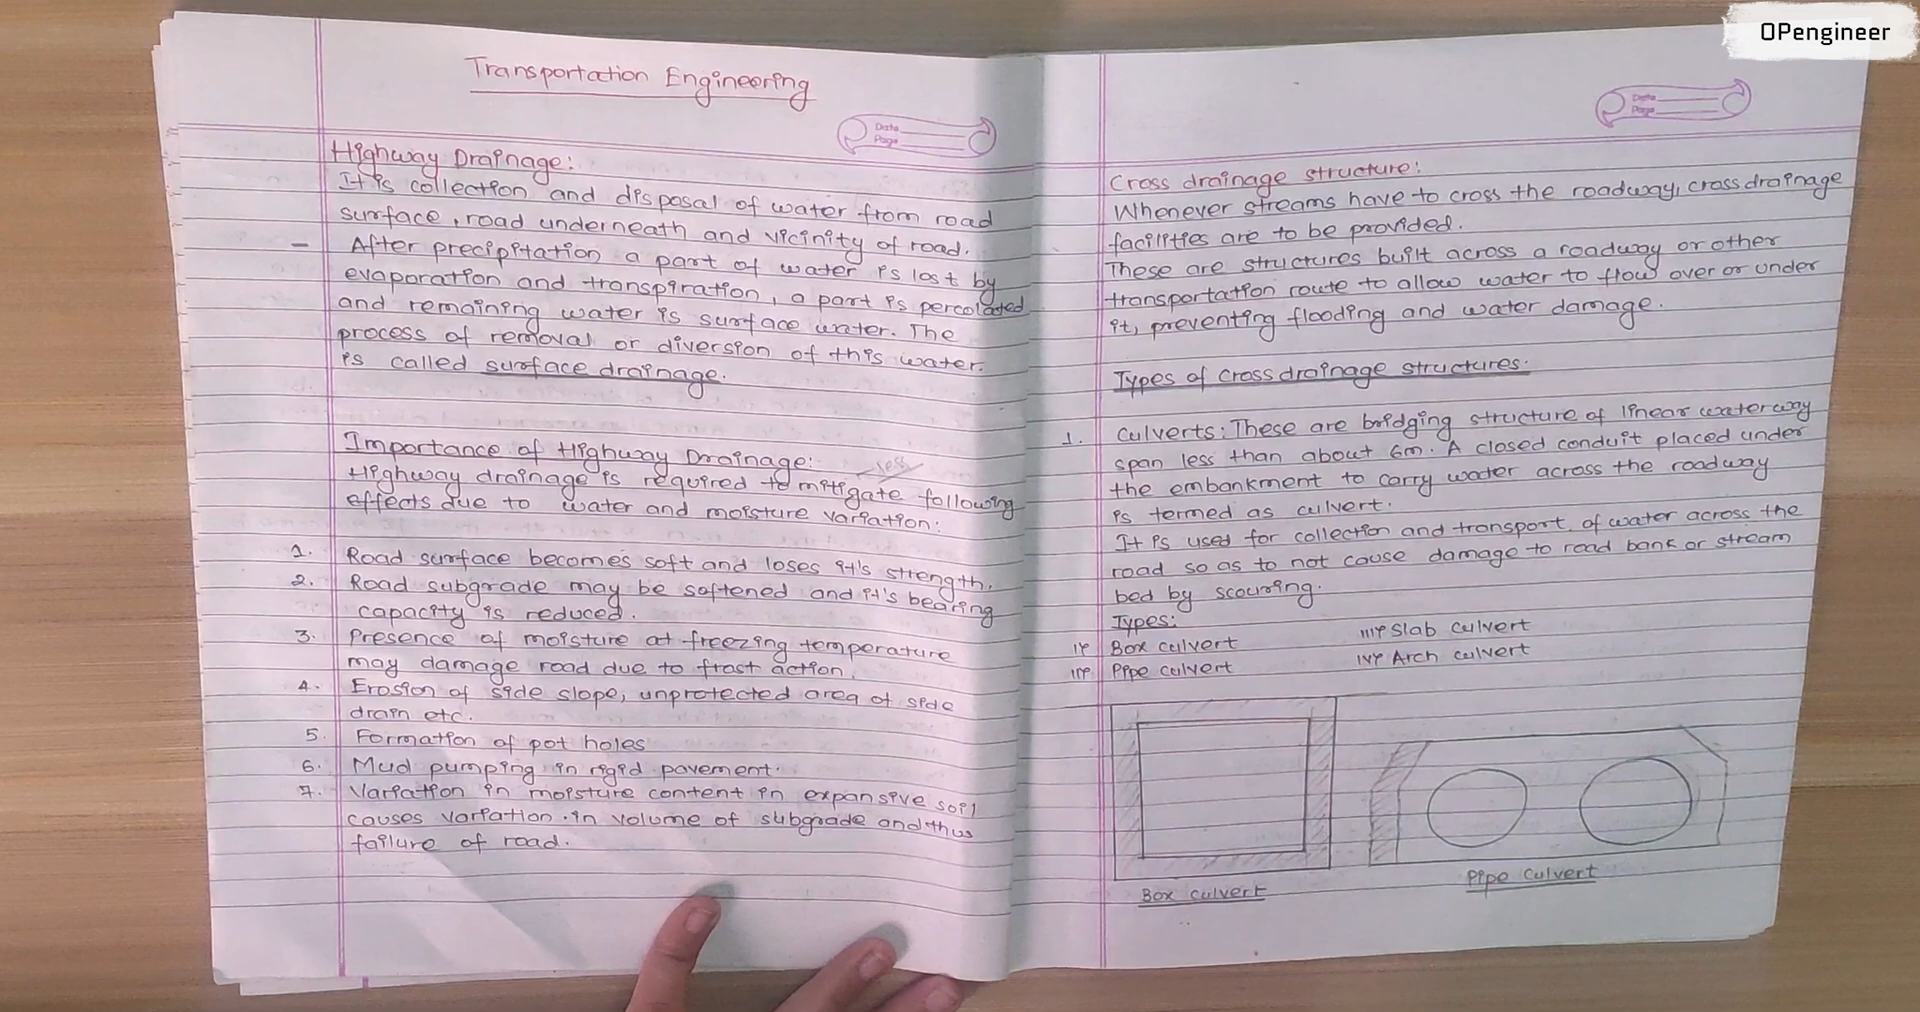 OPengineer
Transportation Engineering
Date
Page
Highway Drainage:
It is collection and disposal of water from road
surface, road underneath and vicinity of road.
- After precipitation a part of water is lost by
evaporation and transpiration, a part is percolated
and remaining water is surface water. The
process of removal or diversion of this water
is called surface drainage.
Importance of Highway Drainage:
Highway drainage is required to mitigate following
effects due to water and moisture variation:
1. Road surface becomes soft and loses it's strength.
2. Road subgrade may be softened and it's bearing
capacity is reduced.
3. Presence of moisture at freezing temperature
may damage road due to frost action.
4. Erosion of side slope, unprotected area of side
drain etc.
5. Formation of pot holes
6. Mud pumping in rigid pavement.
7. Variation in moisture content in expansive soil
causes variation in volume of subgrade and thus
failure of road.
Date
Page
Cross drainage structure:
Whenever streams have to cross the roadway, cross drainage
facilities are to be provided.
These are structures built across a roadway or other
transportation route to allow water to flow over or under
it, preventing flooding and water damage.
Types of cross drainage structures:
1. Culverts: These are bridging structure of linear waterway
span less than about 6m. A closed conduit placed under
the embankment to carry water across the roadway
is termed as culvert.
It is used for collection and transport of water across the
road so as to not cause damage to road bank or stream
bed by scouring.
Types:
i) Box culvert iii) Slab culvert
ii) Pipe culvert iv) Arch culvert
Box culvert
Pipe culvert